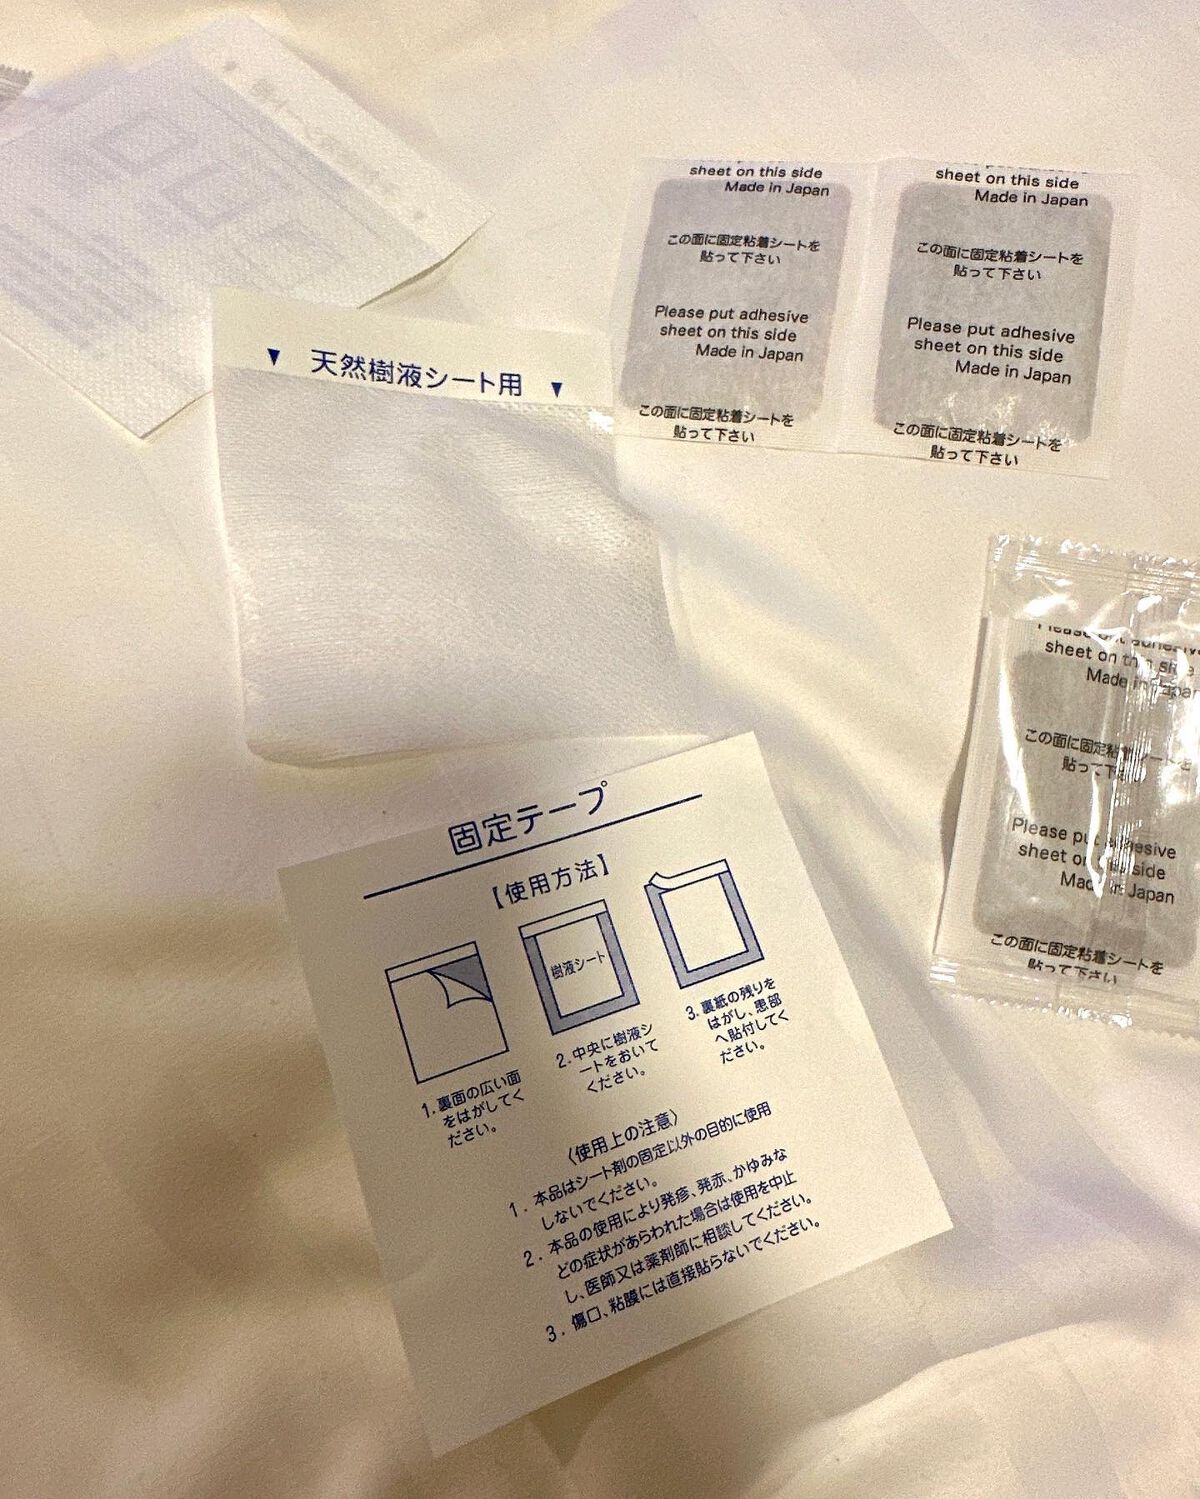 sheet on this side
Made in Japan
この面に固定粘着シートを
貼って下さい
Please put adhesive
sheet on this side
Made in Japan
この面に固定粘着シートを
貼って下さい
please put adhesive
sheet on this side
Made in Japan
この面に固定粘着シートを
貼って下さい
Please put adhesive
sheet on this side
Made in Japan
この面に固定粘着シートを
貼って下さい
▼ 天然樹液シート用 ▼
Please put adhesive
sheet on this side
Made in Japan
この面に固定粘着シートを
貼って下さい
Please put adhesive
sheet on this side
Made in Japan
この面に固定粘着シートを
貼って下さい
固定テープ
【使用方法】
樹液シート
1.裏面の広い面
をはがしてく
ださい。
2.中央に樹液シ
ートをおいて
ください。
3.裏紙の残りを
はがし、患部
へ貼付してく
ださい。
〈使用上の注意〉
1. 本品はシート剤の固定以外の目的に使用
しないでください。
2. 本品の使用により発疹、発赤、かゆみな
どの症状があらわれた場合は使用を中止
し、医師又は薬剤師に相談してください。
3. 傷口、粘膜には直接貼らないでください。